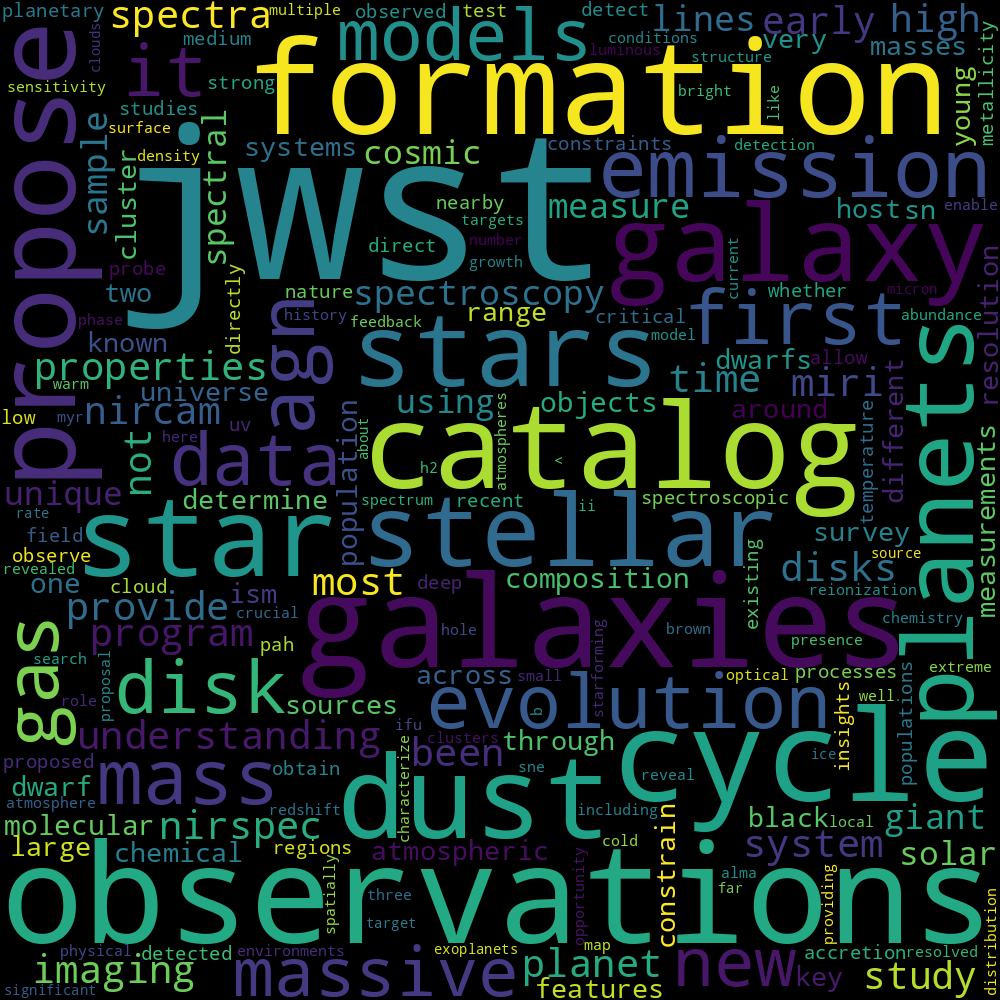 planetary
spectra
multiple
observed
test
detect
lines
early
high
clouds
it
medium
models
luminous
conditions
structure
very
masses
metallicity
sensitivity
propose
strong
formation
bright
like
young
studies
surface
density
sample
cluster
spectral
systems
cosmic
constraints
detection
emission
jwst
nearby
targets
number
growth
direct
measure
host
sn
enable
galaxy
current
probe
two
phase
known
nature
history
directly
agn
spectroscopy
range
feedback
critical
model
first
whether
micron
abundance
resolution
properties
warm
universe
stars
dwarfs
allow
time
miri
different
low
myr
nircam
here
uv
not
data
population
about
using
atmospheres
objects
around
catalog
<
h2
temperature
planets
measurements
unique
rate
field
observe
revealed
determine
spectrum
recent
ii
spectroscopic
survey
source
star
stellar
one
cloud
ism
crucial
most
deep
composition
existing
disks
reionization
provide
program
pah
galaxies
hole
brown
presence
chemistry
gas
search
role
proposal
disk
sources
across
small
starforming
optical
processes
well
extreme
populations
insights
evolution
b
understanding
been
ifu
clusters
through
cycle
ice
proposed
atmosphere
dwarf
mass
obtain
characterize
sne
reveal
dust
redshift
including
molecular
nirspec
regions
cold
constrain
black
local
giant
large
chemical
atmospheric
alma
far
system
solar
observations
spatially
three
target
opportunity
providing
distribution
physical
detected
environments
exoplanets
map
accretion
resolved
significant
imaging
massive
planet
features
new
key
study